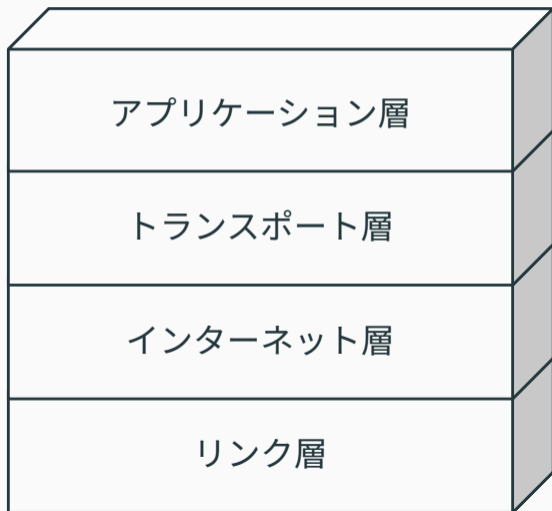 アプリケーション層
トランスポート層
インターネット層
リンク層